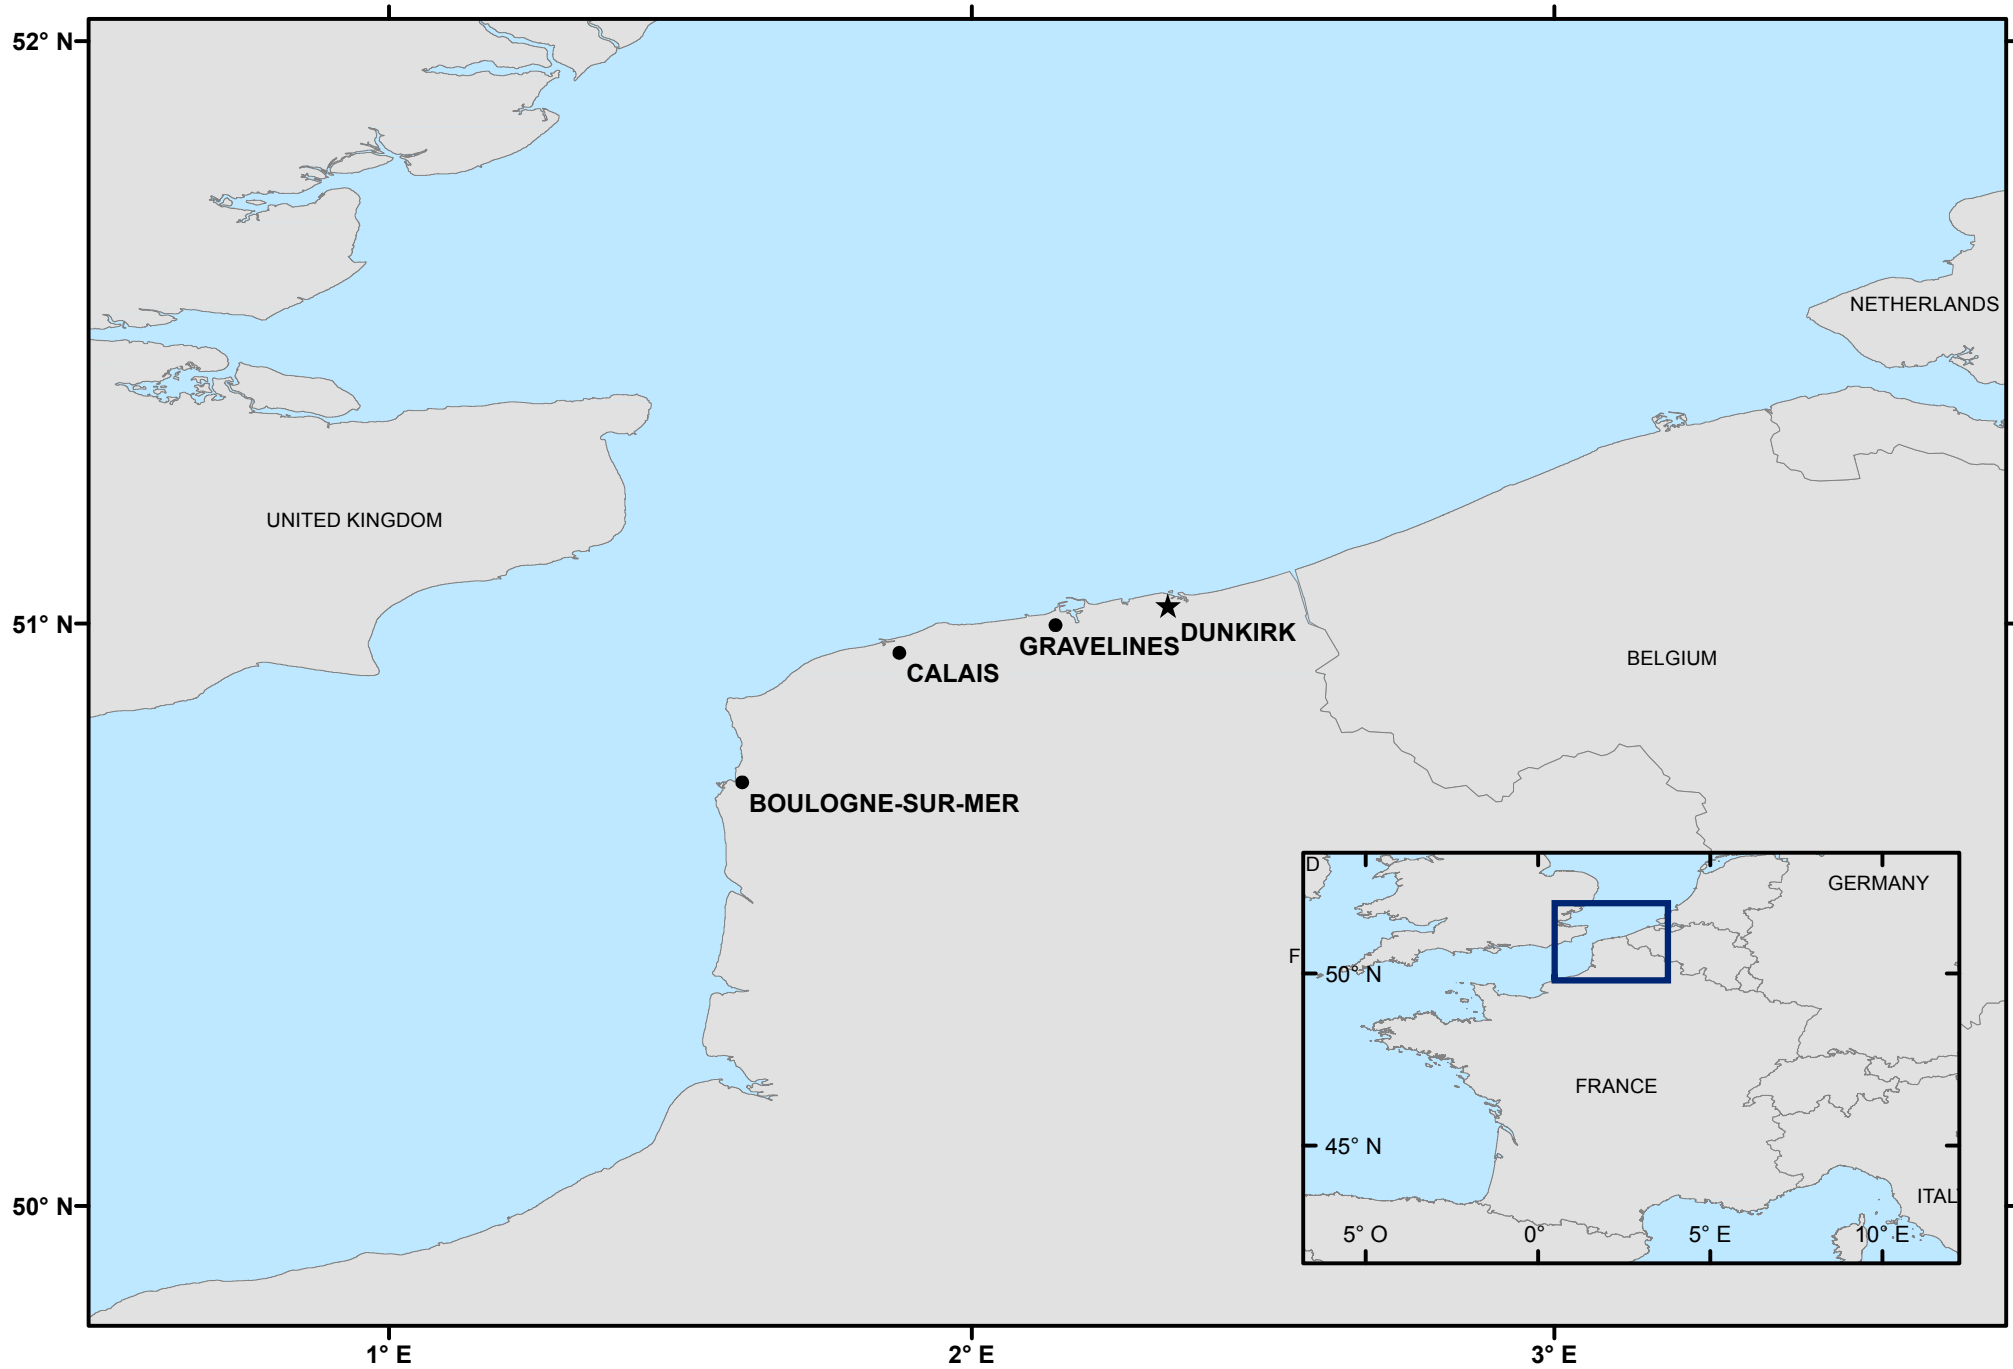 52° N
NETHERLANDS
UNITED KINGDOM
51° N
DUNKIRK
GRAVELINES
CALAIS
BELGIUM
BOULOGNE-SUR-MER
D
GERMANY
F
50° N
FRANCE
45° N
ITAL
50° N
5° O
0°
5° E
10° E
1° E
2° E
3° E